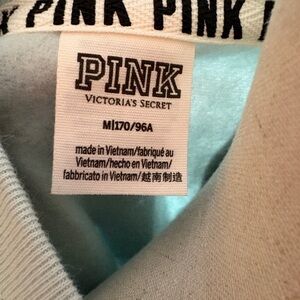 PINK PINK
PINK
VICTORIA'S SECRET
M|170/96A
made in Vietnam/fabriqué au
Vietnam/hecho en Vietnam/
fabbricato in Vietnam/越南制造